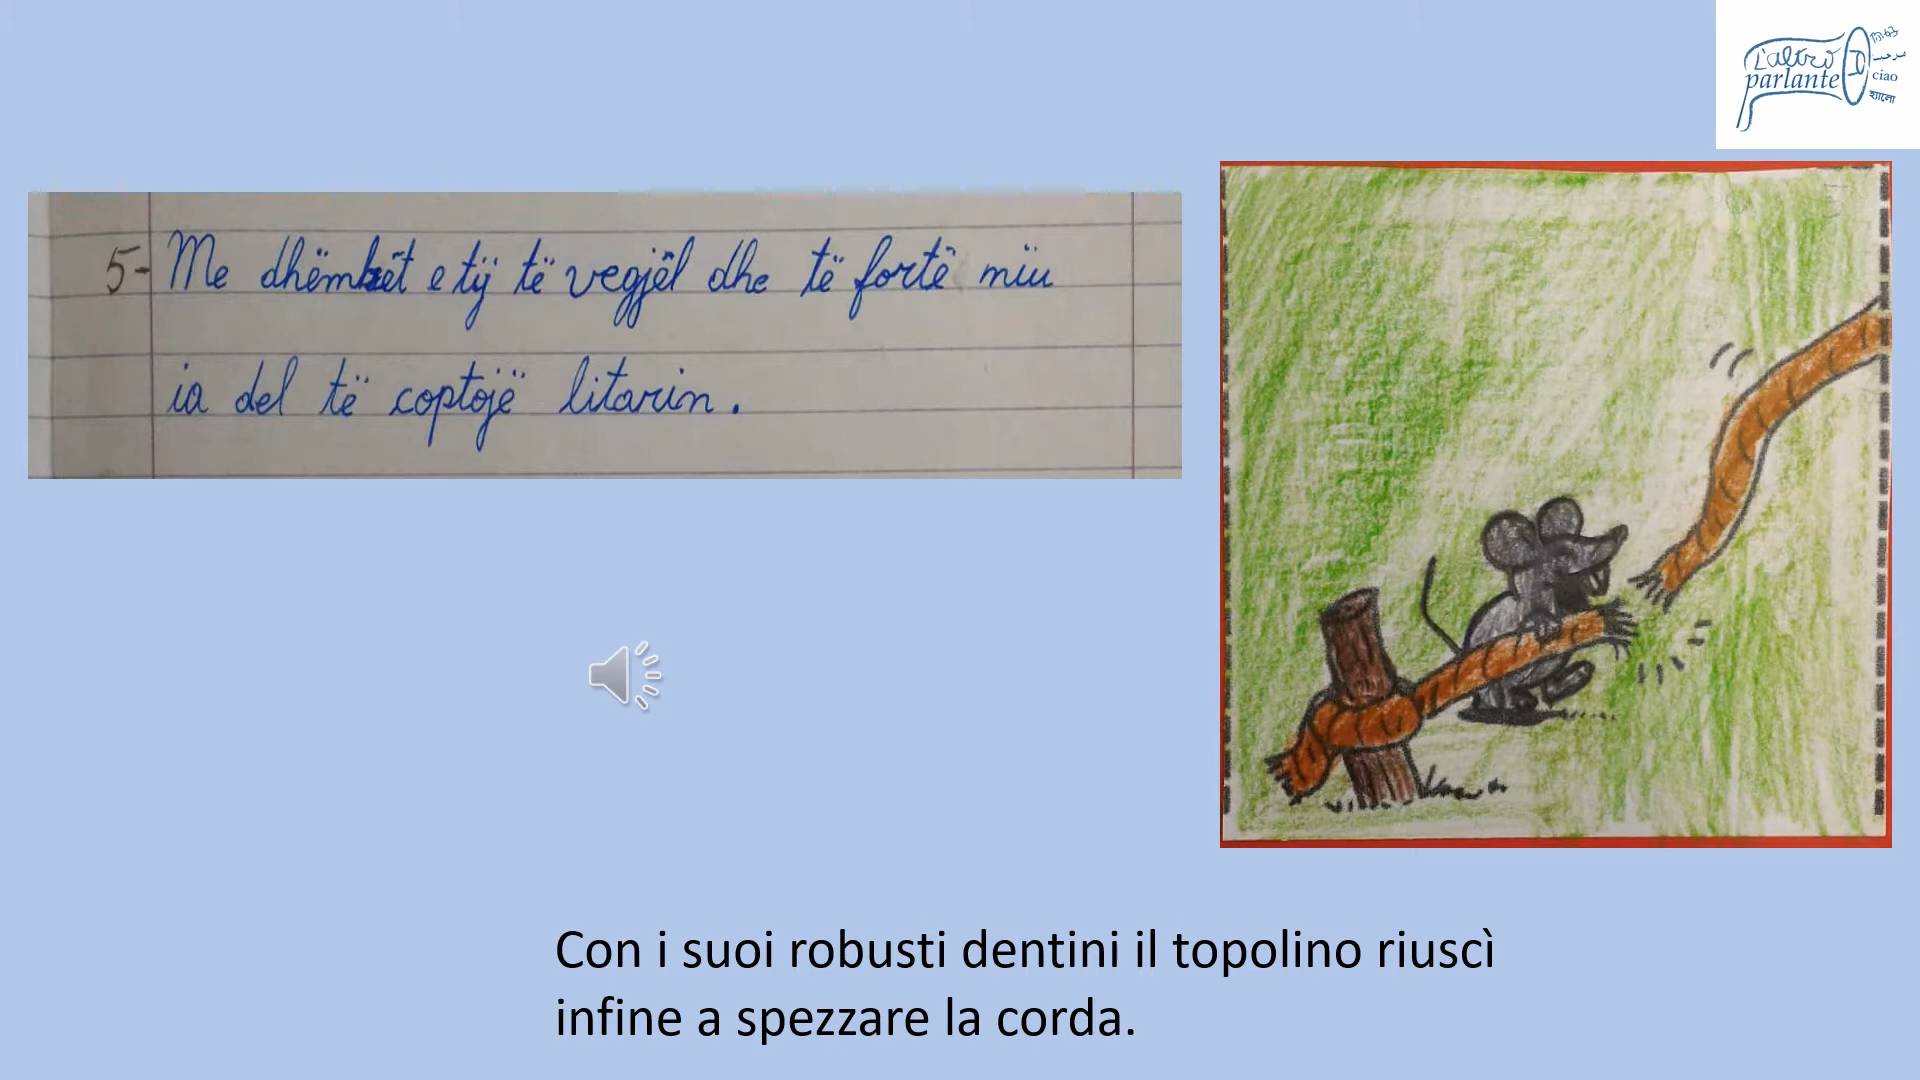 L'altro
parlante
ciao
হ্যালো
5- Me dhëmbët e tij të vegjël dhe të fortë miu
ia del të coptojë litarin.
Con i suoi robusti dentini il topolino riuscì
infine a spezzare la corda.